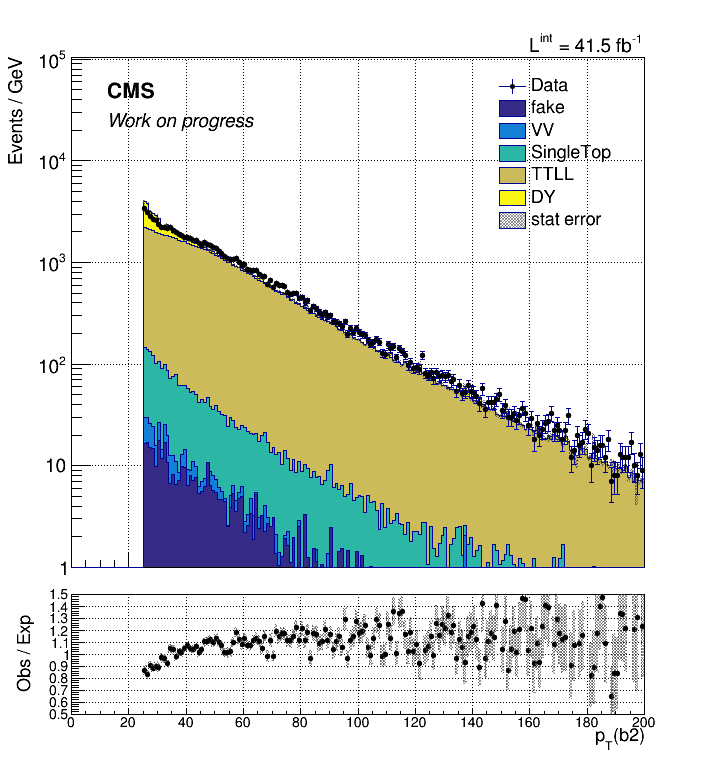 L^int = 41.5 fb^-1
Events / GeV
10^5
10^4
10^3
10^2
10
1
CMS
Work on progress
Data
fake
VV
SingleTop
TTLL
DY
stat error
Obs / Exp
1.5
1.4
1.3
1.2
1.1
1
0.9
0.8
0.7
0.6
0.5
0 20 40 60 80 100 120 140 160 180 200
p_T(b2)